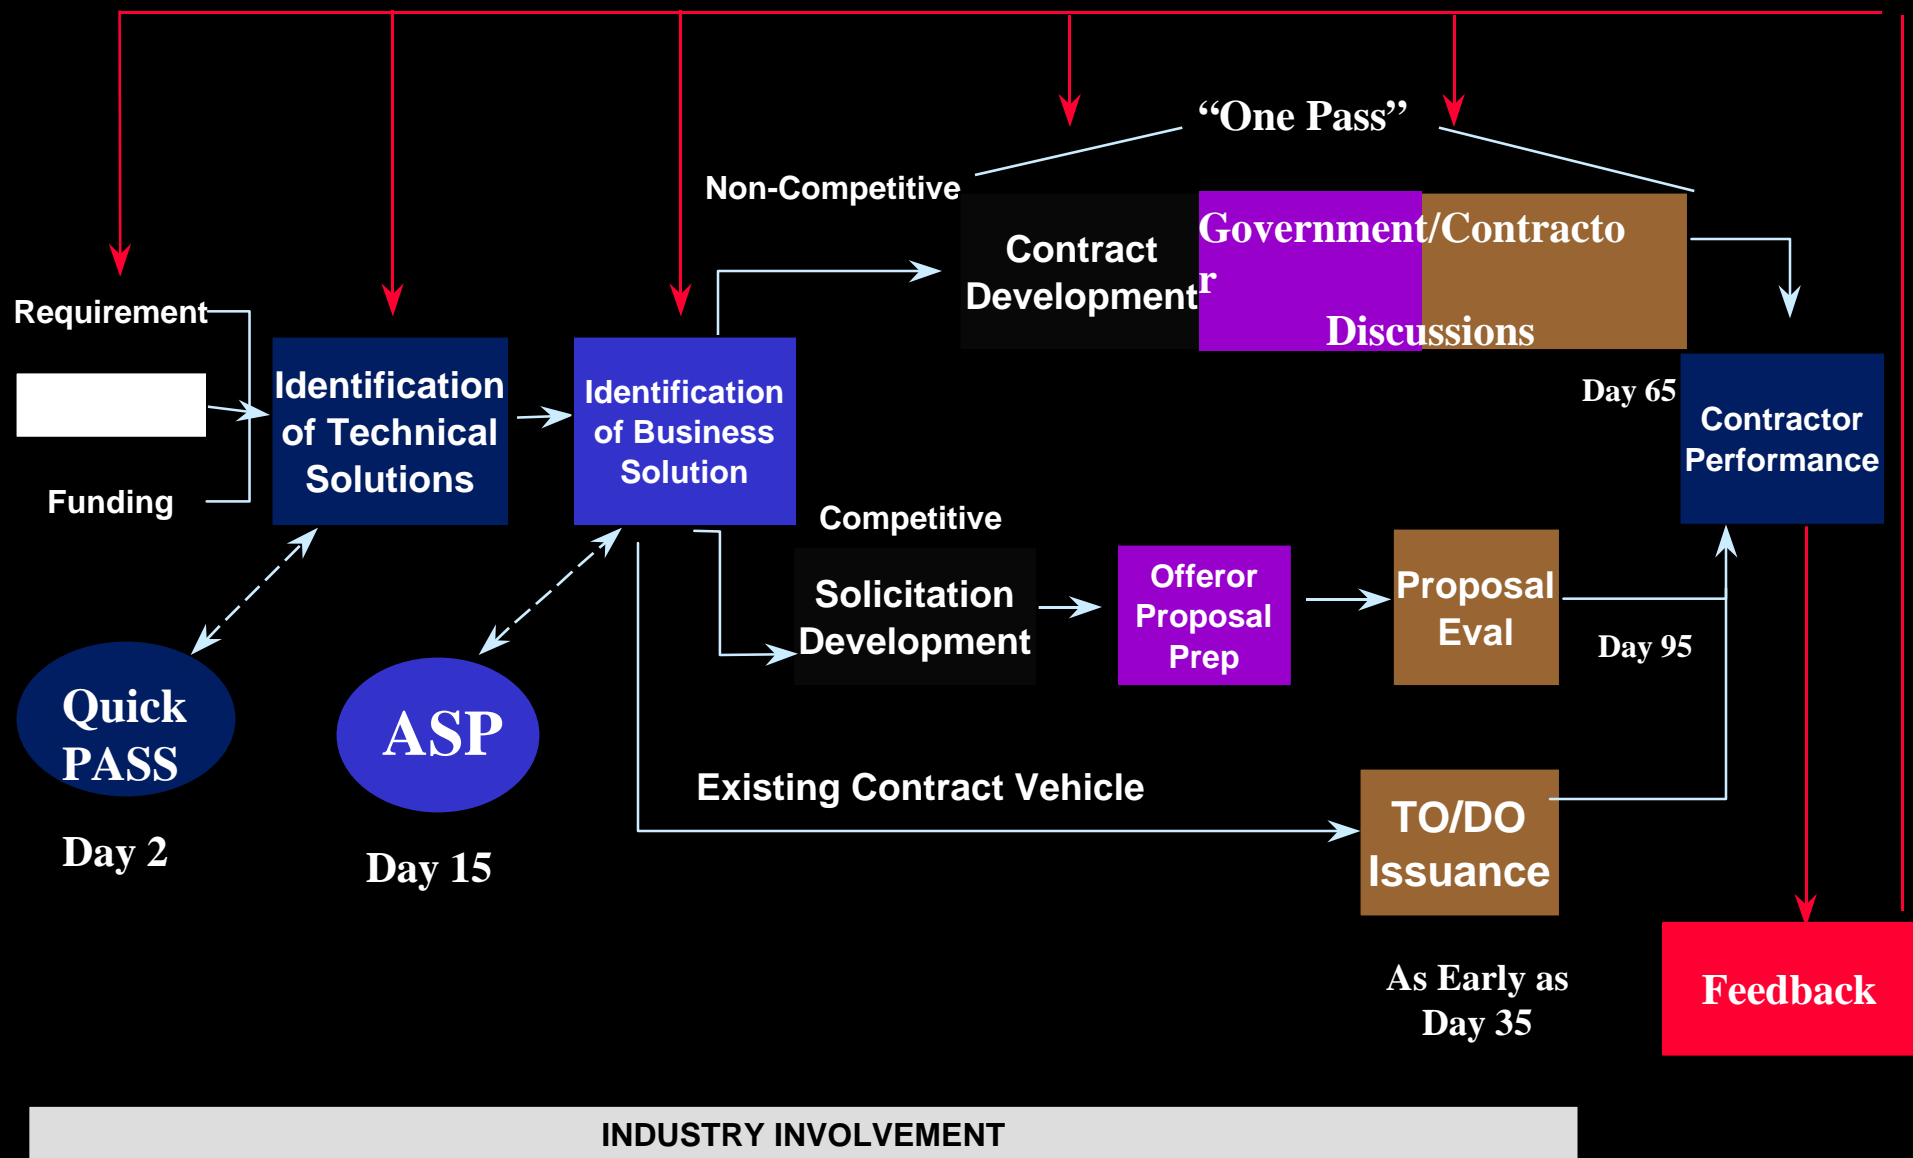 “One Pass”
Non-Competitive
Contract
Development
Government/Contracto
r
Discussions
Requirement
Identification
of Technical
Solutions
Identification
of Business
Solution
Day 65
Contractor
Performance
Funding
Competitive
Solicitation
Development
Offeror
Proposal
Prep
Proposal
Eval
Day 95
Quick
PASS
ASP
Existing Contract Vehicle
TO/DO
Issuance
Day 2
Day 15
As Early as
Day 35
Feedback
INDUSTRY INVOLVEMENT